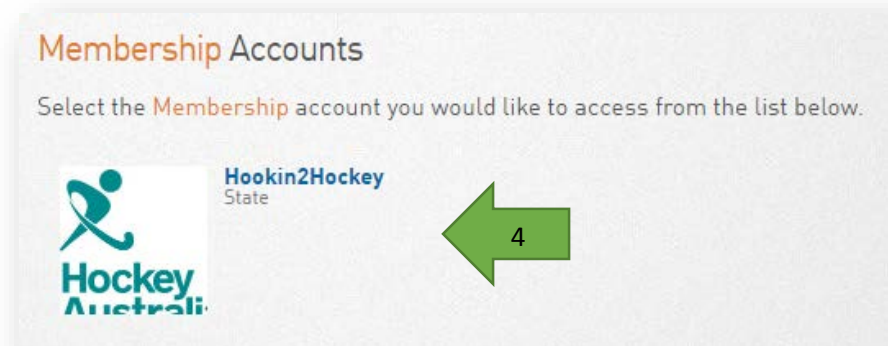 Membership Accounts
Select the Membership account you would like to access from the list below.
Hookin2Hockey
State
4
Hockey
Australi